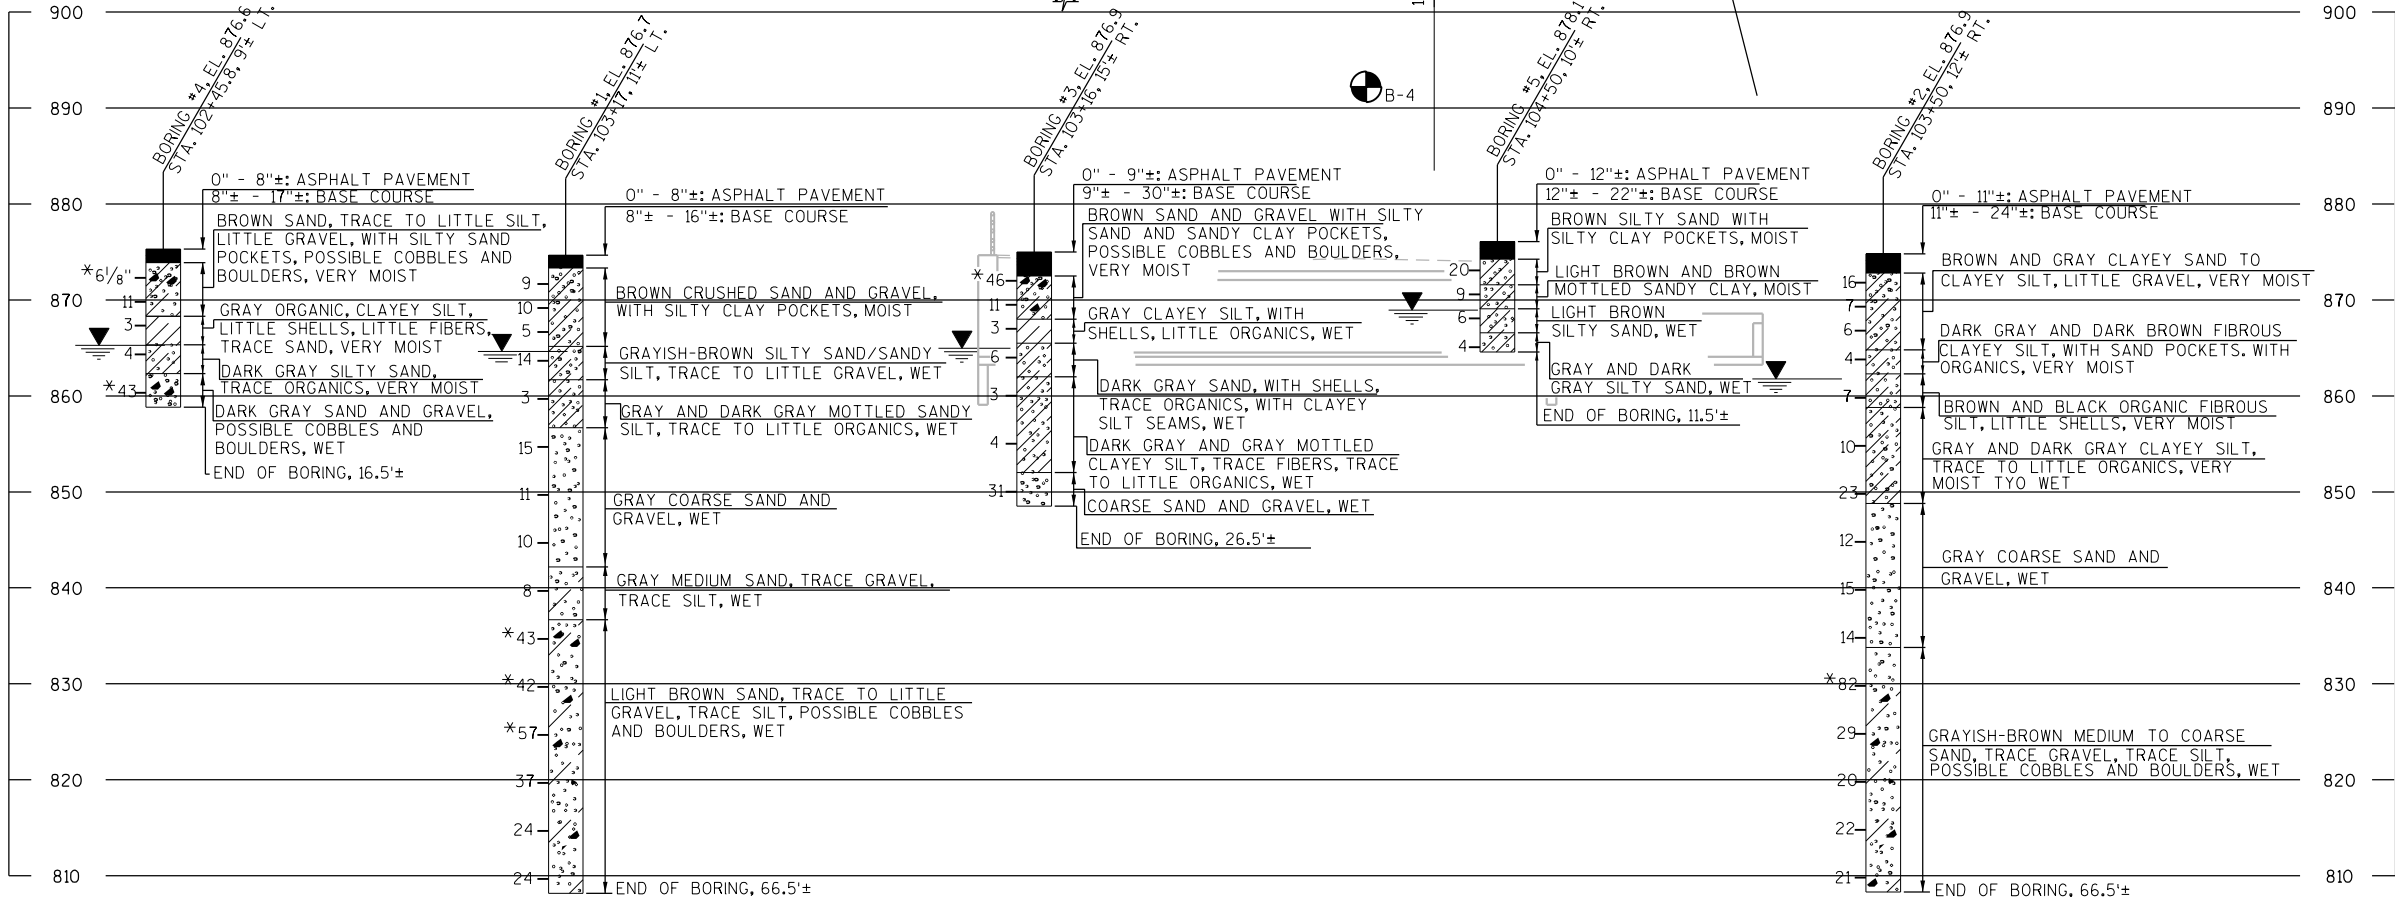 900
900
890
890
880
880
870
870
860
860
850
850
840
840
830
830
820
820
810
810
B-4
BORING #4, EL. 876.6
STA. 102+45.8, 9'± LT.
0" - 8"±: ASPHALT PAVEMENT
8"± - 17"±: BASE COURSE
BROWN SAND, TRACE TO LITTLE SILT,
LITTLE GRAVEL, WITH SILTY SAND
POCKETS, POSSIBLE COBBLES AND
BOULDERS, VERY MOIST
GRAY ORGANIC, CLAYEY SILT,
LITTLE SHELLS, LITTLE FIBERS,
TRACE SAND, VERY MOIST
DARK GRAY SILTY SAND,
TRACE ORGANICS, VERY MOIST
DARK GRAY SAND AND GRAVEL,
POSSIBLE COBBLES AND
BOULDERS, WET
END OF BORING, 16.5'±
*6 1/8"
11
3
4
*43
BORING #1, EL. 876.7
STA. 103+17, 11'± LT.
0" - 8"±: ASPHALT PAVEMENT
8"± - 16"±: BASE COURSE
BROWN CRUSHED SAND AND GRAVEL,
WITH SILTY CLAY POCKETS, MOIST
GRAYISH-BROWN SILTY SAND/SANDY
SILT, TRACE TO LITTLE GRAVEL, WET
GRAY AND DARK GRAY MOTTLED SANDY
SILT, TRACE TO LITTLE ORGANICS, WET
GRAY COARSE SAND AND
GRAVEL, WET
GRAY MEDIUM SAND, TRACE GRAVEL,
TRACE SILT, WET
LIGHT BROWN SAND, TRACE TO LITTLE
GRAVEL, TRACE SILT, POSSIBLE COBBLES
AND BOULDERS, WET
END OF BORING, 66.5'±
9
10
5
14
3
15
11
10
8
*43
*42
*57
37
24
24
BORING #3, EL. 876.9
STA. 103+16, 15'± RT.
0" - 9"±: ASPHALT PAVEMENT
9"± - 30"±: BASE COURSE
BROWN SAND AND GRAVEL WITH SILTY
SAND AND SANDY CLAY POCKETS,
POSSIBLE COBBLES AND BOULDERS,
VERY MOIST
GRAY CLAYEY SILT, WITH
SHELLS, LITTLE ORGANICS, WET
DARK GRAY SAND, WITH SHELLS,
TRACE ORGANICS, WITH CLAYEY
SILT SEAMS, WET
DARK GRAY AND GRAY MOTTLED
CLAYEY SILT, TRACE FIBERS, TRACE
TO LITTLE ORGANICS, WET
COARSE SAND AND GRAVEL, WET
END OF BORING, 26.5'±
*46
11
3
6
3
4
31
BORING #5, EL. 878.1
STA. 104+50, 10'± RT.
0" - 12"±: ASPHALT PAVEMENT
12"± - 22"±: BASE COURSE
BROWN SILTY SAND WITH
SILTY CLAY POCKETS, MOIST
LIGHT BROWN AND BROWN
MOTTLED SANDY CLAY, MOIST
LIGHT BROWN
SILTY SAND, WET
GRAY AND DARK
GRAY SILTY SAND, WET
END OF BORING, 11.5'±
20
9
6
4
BORING #2, EL. 876.9
STA. 103+50, 12'± RT.
0" - 11"±: ASPHALT PAVEMENT
11"± - 24"±: BASE COURSE
BROWN AND GRAY CLAYEY SAND TO
CLAYEY SILT, LITTLE GRAVEL, VERY MOIST
DARK GRAY AND DARK BROWN FIBROUS
CLAYEY SILT, WITH SAND POCKETS. WITH
ORGANICS, VERY MOIST
BROWN AND BLACK ORGANIC FIBROUS
SILT, LITTLE SHELLS, VERY MOIST
GRAY AND DARK GRAY CLAYEY SILT,
TRACE TO LITTLE ORGANICS, VERY
MOIST TYO WET
GRAY COARSE SAND AND
GRAVEL, WET
GRAYISH-BROWN MEDIUM TO COARSE
SAND, TRACE GRAVEL, TRACE SILT,
POSSIBLE COBBLES AND BOULDERS, WET
END OF BORING, 66.5'±
16
7
6
4
7
10
23
12
15
14
*82
29
20
22
21